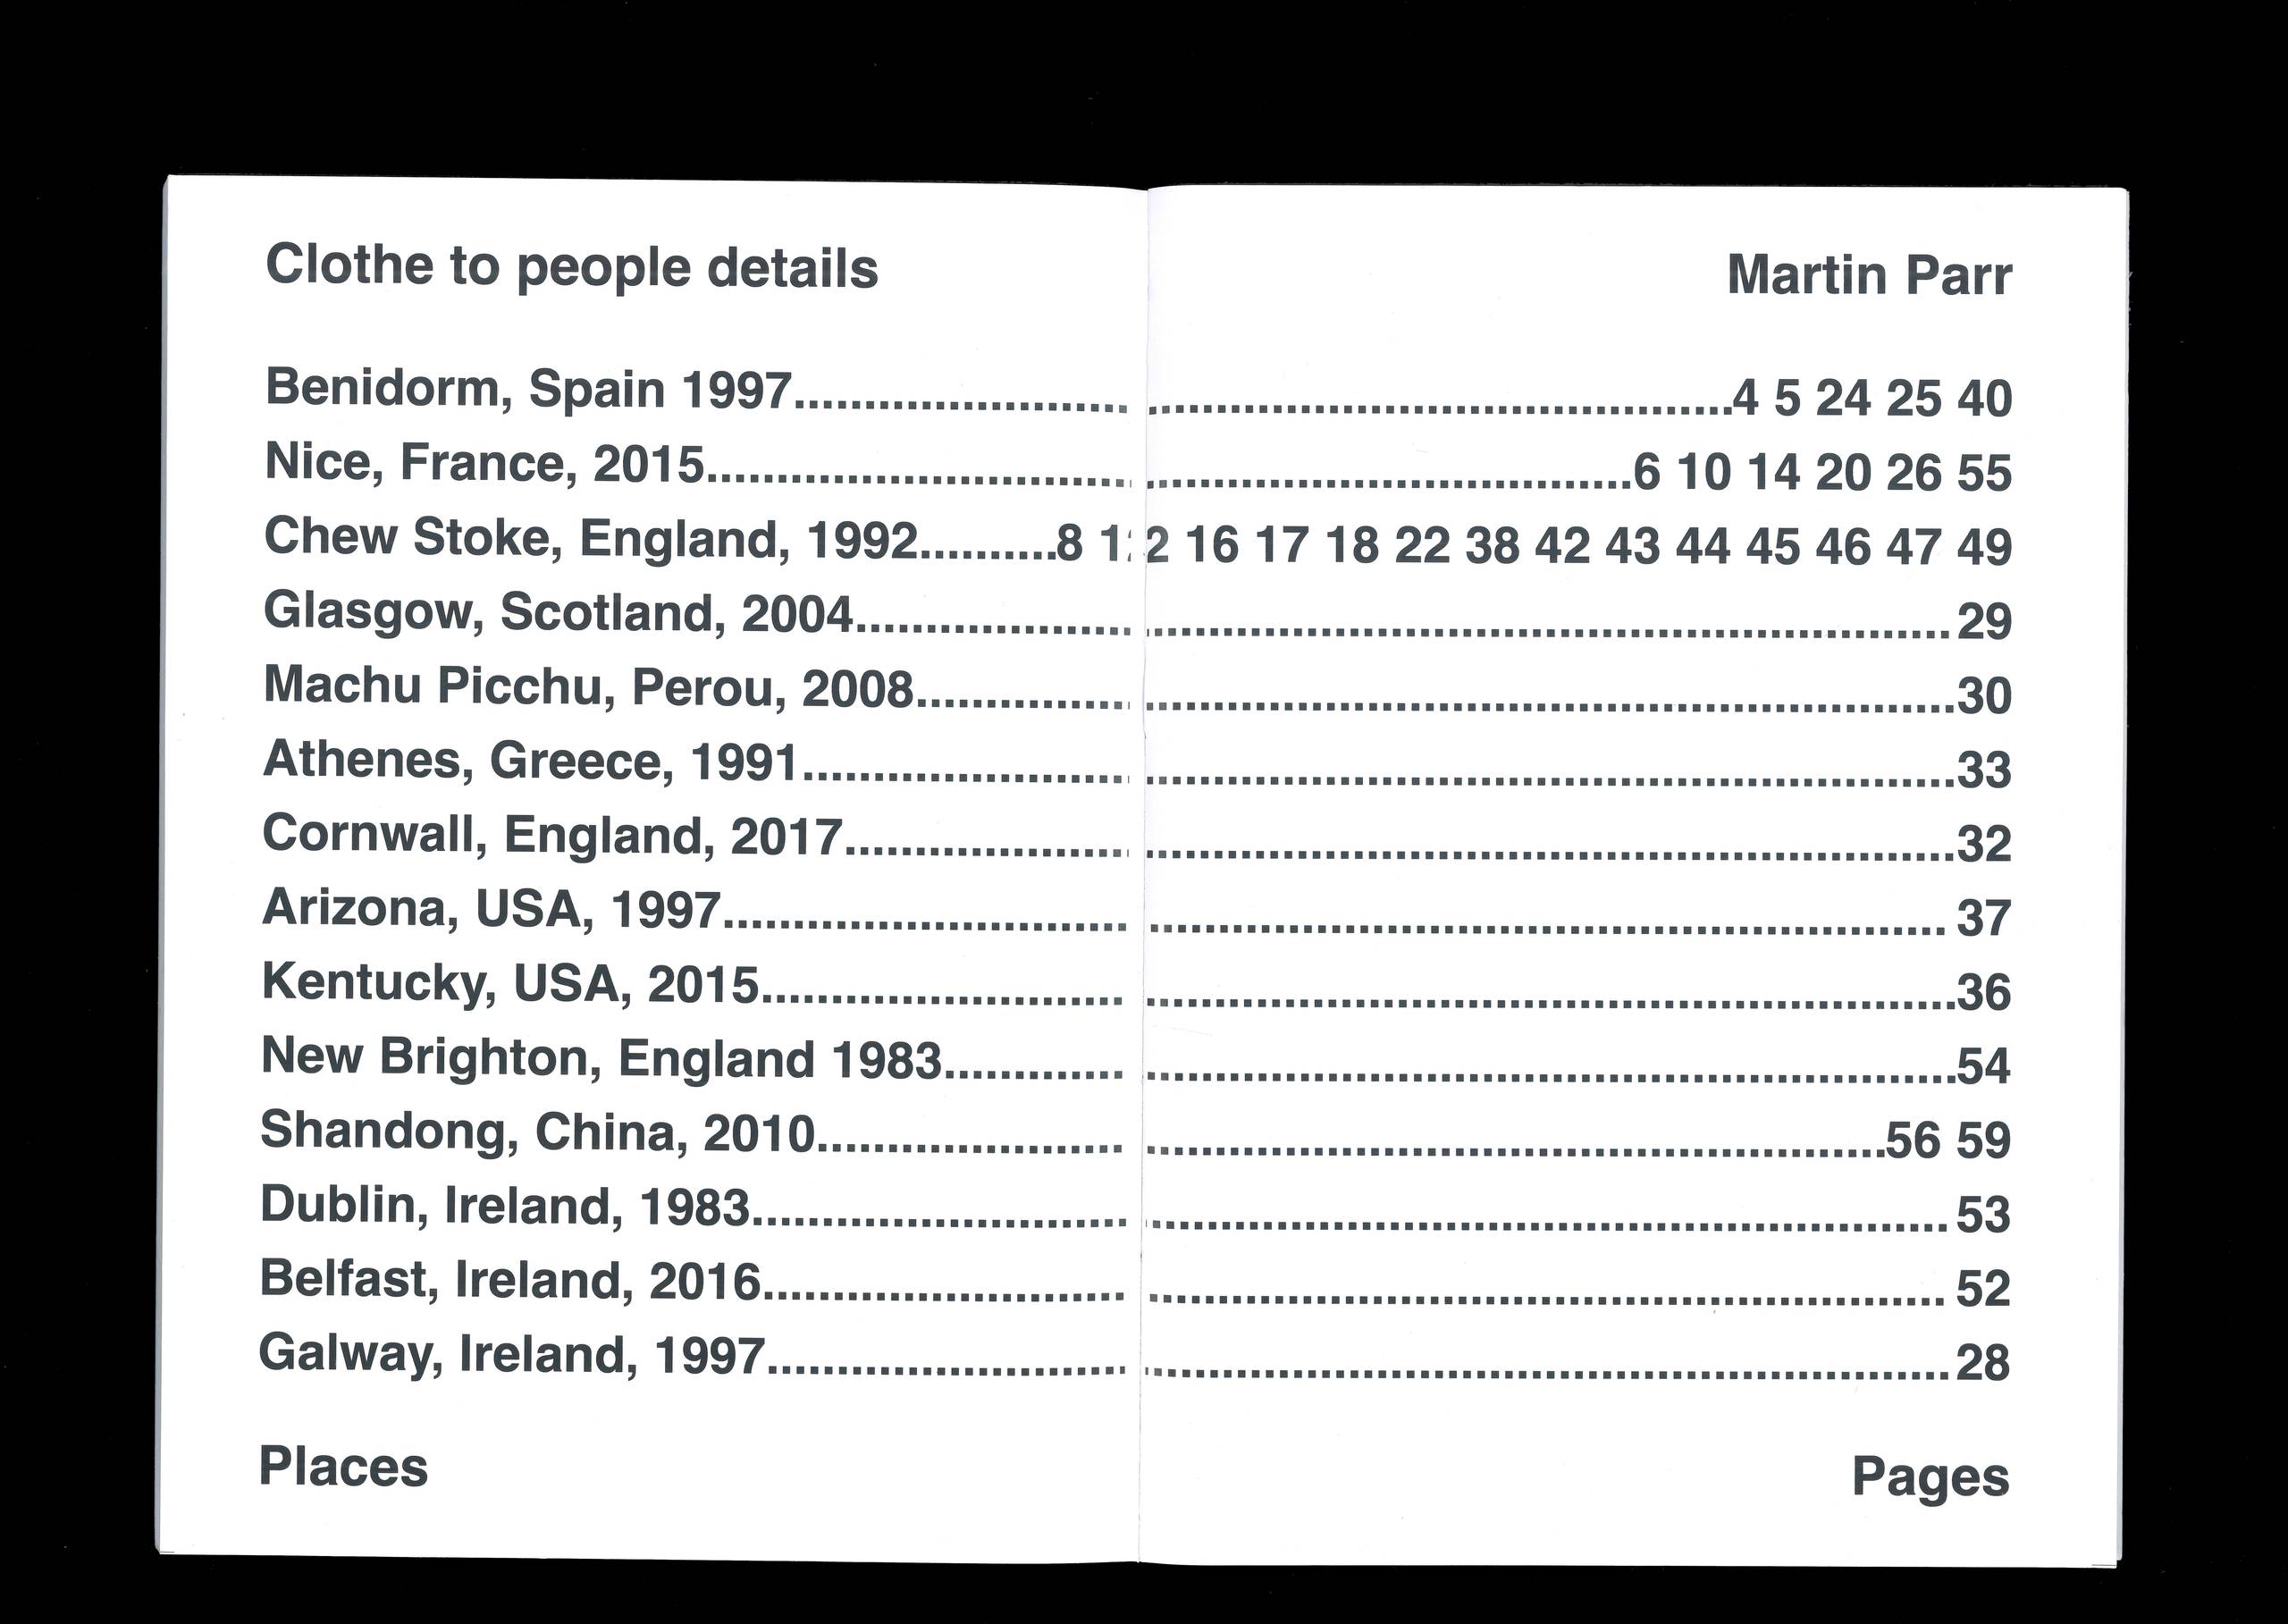 Clothe to people details Martin Parr
Benidorm, Spain 1997..........4 5 24 25 40
Nice, France, 2015..........6 10 14 20 26 55
Chew Stoke, England, 1992..........8 12 16 17 18 22 38 42 43 44 45 46 47 49
Glasgow, Scotland, 2004..........29
Machu Picchu, Perou, 2008..........30
Athenes, Greece, 1991..........33
Cornwall, England, 2017..........32
Arizona, USA, 1997..........37
Kentucky, USA, 2015..........36
New Brighton, England 1983..........54
Shandong, China, 2010..........56 59
Dublin, Ireland, 1983..........53
Belfast, Ireland, 2016..........52
Galway, Ireland, 1997..........28
Places Pages